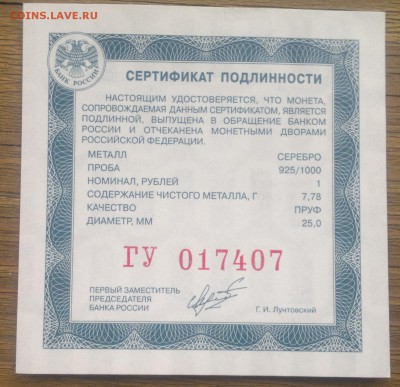 COINS.LAVE.RU
БАНК РОССИИ
СЕРТИФИКАТ ПОДЛИННОСТИ
НАСТОЯЩИМ УДОСТОВЕРЯЕТСЯ, ЧТО МОНЕТА,
СОПРОВОЖДАЕМАЯ ДАННЫМ СЕРТИФИКАТОМ, ЯВЛЯЕТСЯ
ПОДЛИННОЙ, ВЫПУЩЕНА В ОБРАЩЕНИЕ БАНКОМ
РОССИИ И ОТЧЕКАНЕНА МОНЕТНЫМИ ДВОРАМИ
РОССИЙСКОЙ ФЕДЕРАЦИИ.
МЕТАЛЛ СЕРЕБРО
ПРОБА 925/1000
НОМИНАЛ, РУБЛЕЙ 1
СОДЕРЖАНИЕ ЧИСТОГО МЕТАЛЛА, Г 7,78
КАЧЕСТВО ПРУФ
ДИАМЕТР, ММ 25,0
ГУ 017407
ПЕРВЫЙ ЗАМЕСТИТЕЛЬ
ПРЕДСЕДАТЕЛЯ
БАНКА РОССИИ Г. И. Лунтовский